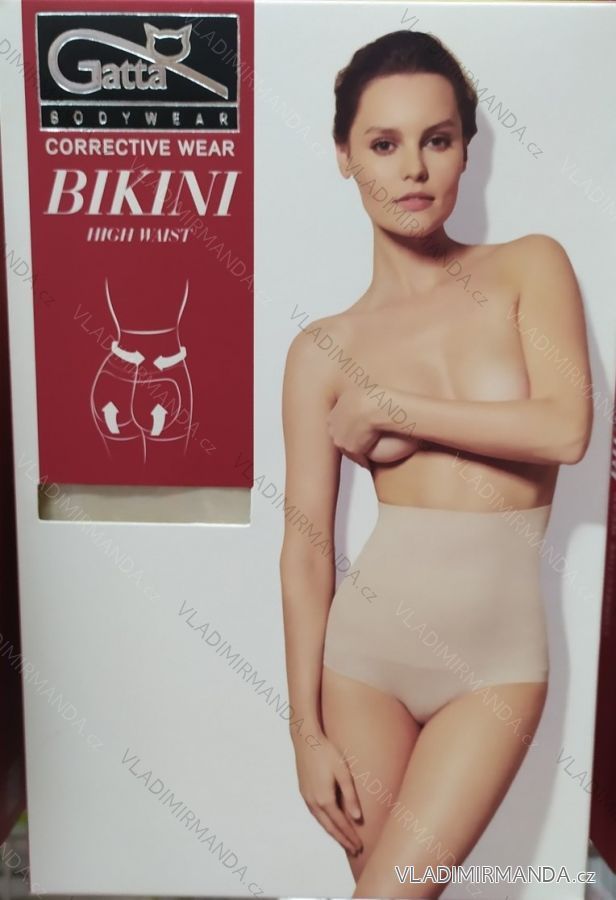 Gatta
BODYWEAR
CORRECTIVE WEAR
BIKINI
HIGH WAIST
VLADIMIRMANDA.cz